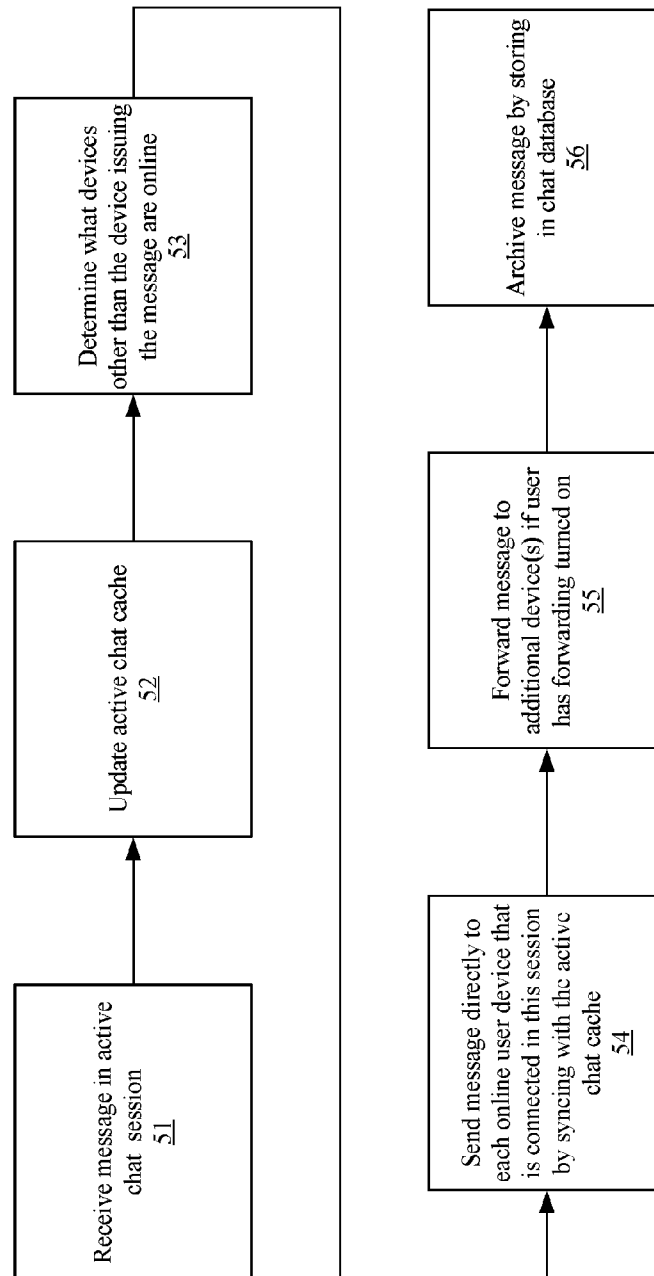 Receive message in active
chat session
51
Update active chat cache
52
Determine what devices
other than the device issuing
the message are online
53
Send message directly to
each online user device that
is connected in this session
by syncing with the active
chat cache
54
Forward message to
additional device(s) if user
has forwarding turned on
55
Archive message by storing
in chat database
56